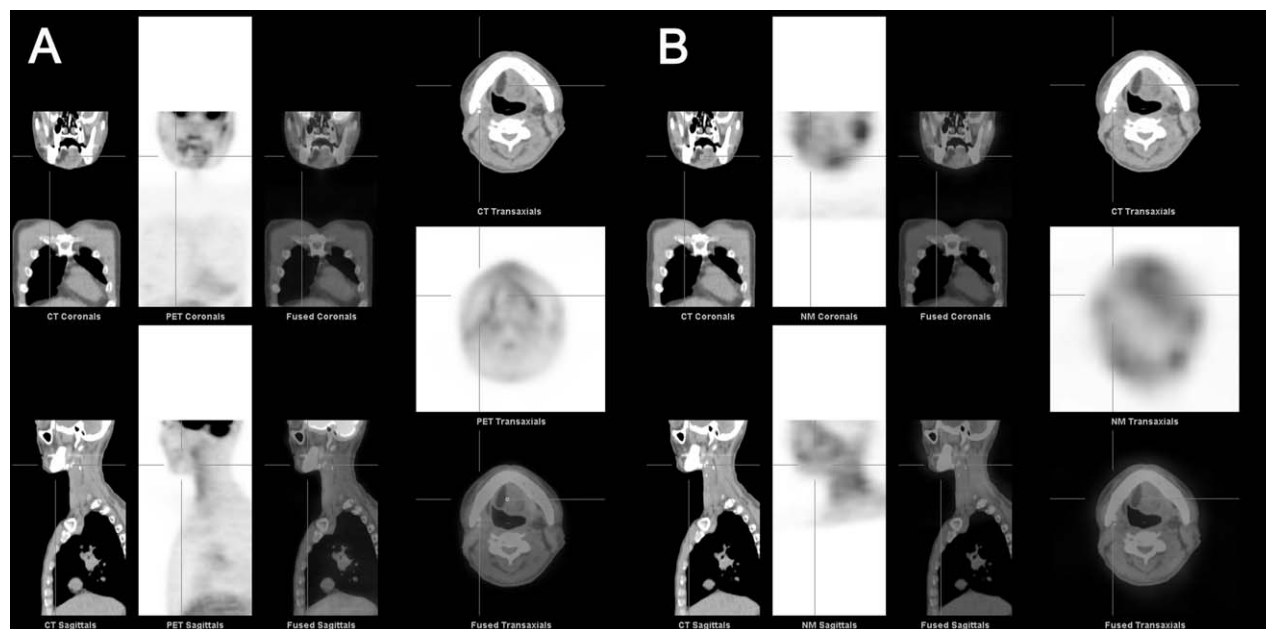 A
B
CT Transaxials
CT Transaxials
CT Coronals
PET Coronals
Fused Coronals
CT Coronals
NM Coronals
Fused Coronals
PET Transaxials
NM Transaxials
CT Sagittals
PET Sagittals
Fused Sagittals
Fused Transaxials
CT Sagittals
NM Sagittals
Fused Sagittals
Fused Transaxials